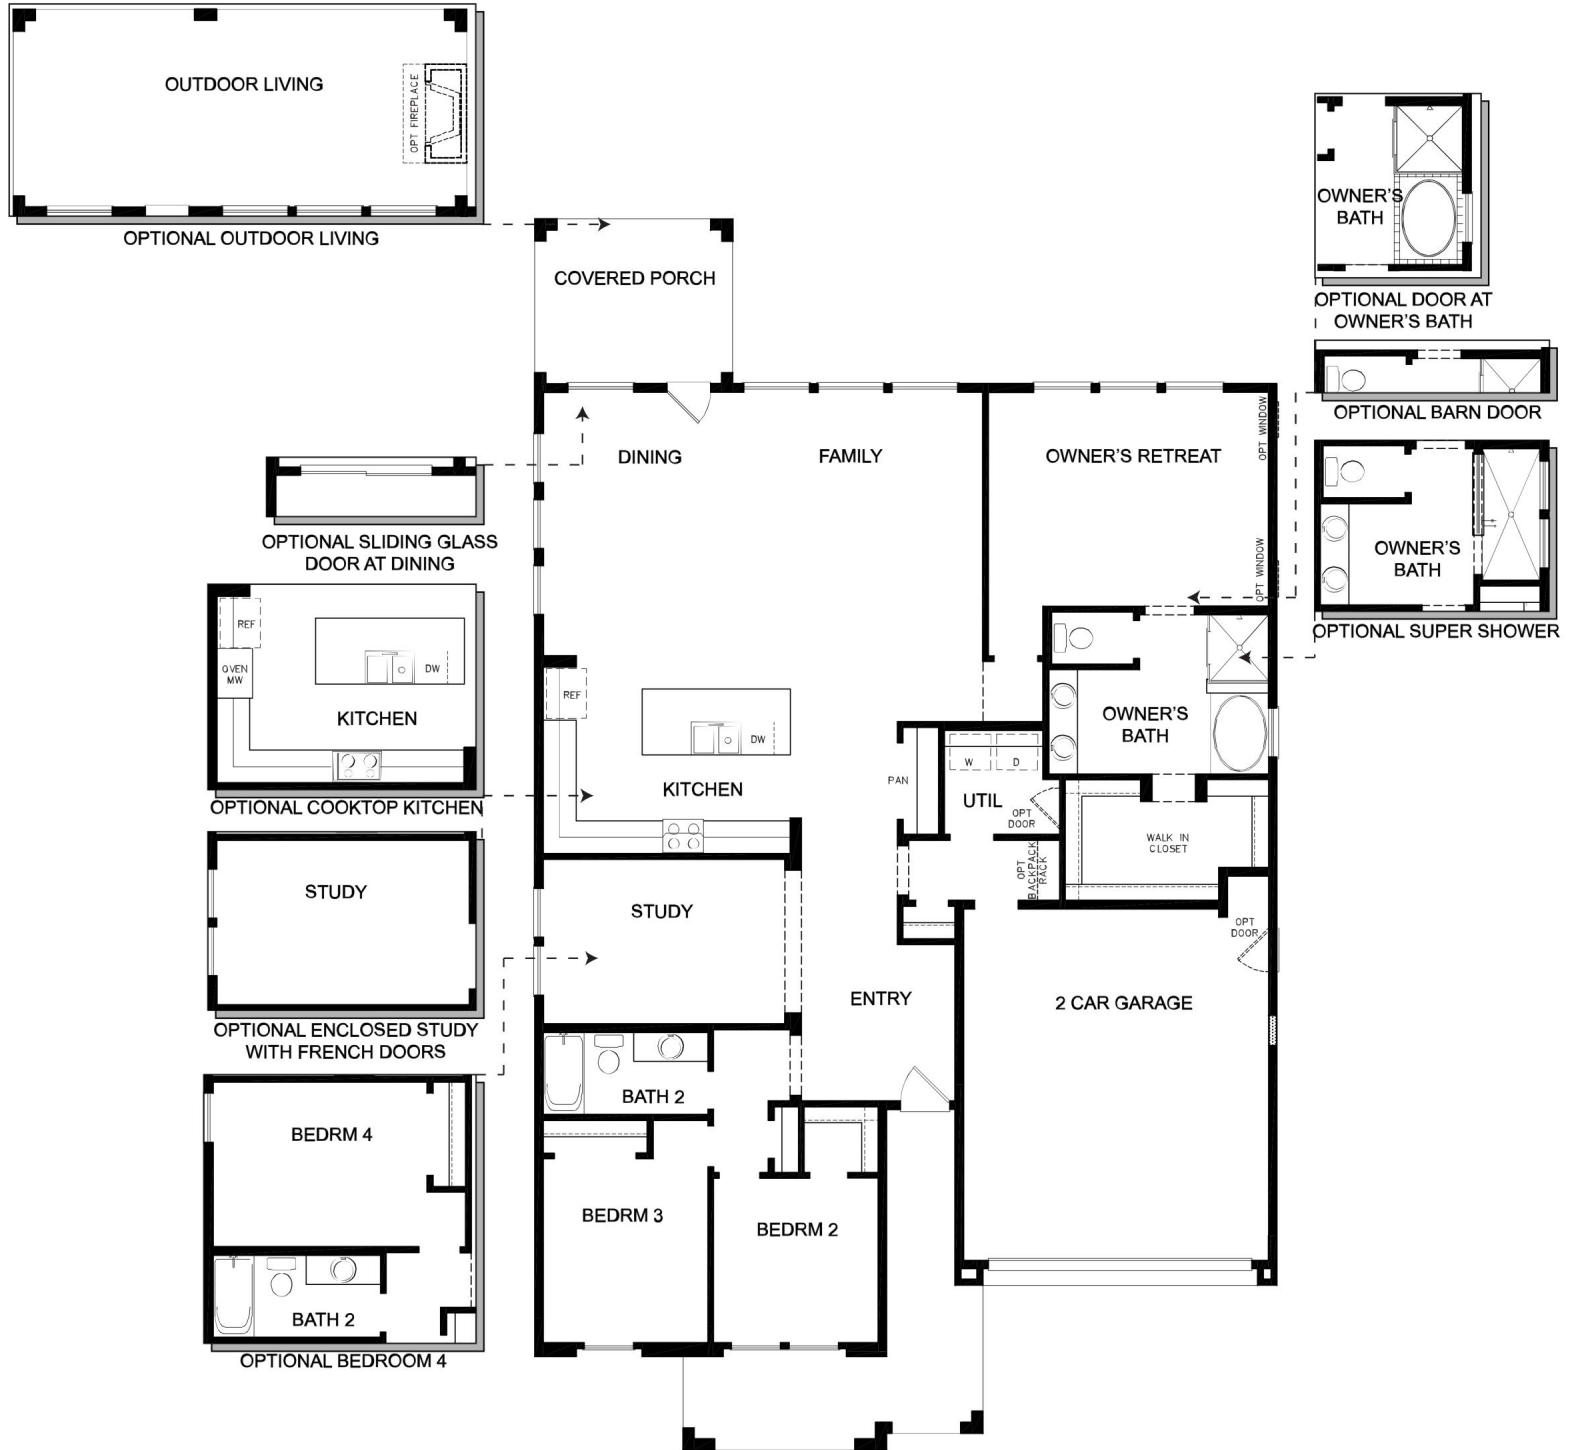 OUTDOOR LIVING
OPT FIREPLACE
OPTIONAL OUTDOOR LIVING
COVERED PORCH
OWNER'S
BATH
OPTIONAL DOOR AT
OWNER'S BATH
OPTIONAL BARN DOOR
OWNER'S
BATH
OPTIONAL SUPER SHOWER
OPTIONAL SLIDING GLASS
DOOR AT DINING
REF
OVEN
MW
DW
KITCHEN
OPTIONAL COOKTOP KITCHEN
STUDY
OPTIONAL ENCLOSED STUDY
WITH FRENCH DOORS
BEDRM 4
BATH 2
OPTIONAL BEDROOM 4
DINING
FAMILY
OWNER'S RETREAT
OPT WINDOW
OPT WINDOW
REF
DW
KITCHEN
PAN
W
D
UTIL
OPT
DOOR
OWNER'S
BATH
WALK IN
CLOSET
OPT
BACKPACK
RACK
STUDY
ENTRY
OPT
DOOR
2 CAR GARAGE
BATH 2
BEDRM 3
BEDRM 2